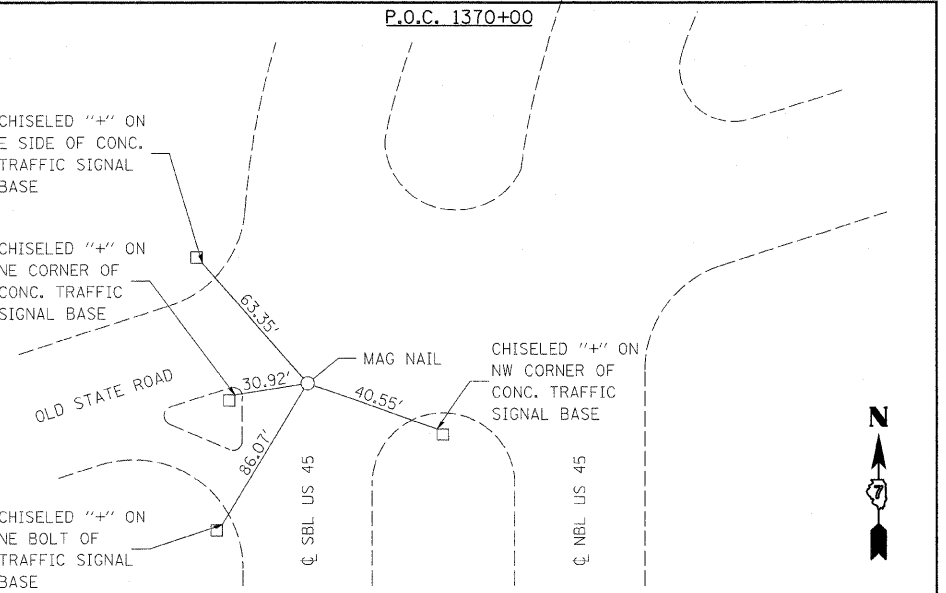 P.O.C. 1370+00
CHISELED "+" ON
E SIDE OF CONC.
TRAFFIC SIGNAL
BASE
CHISELED "+" ON
NE CORNER OF
CONC. TRAFFIC
SIGNAL BASE
63.35'
MAG NAIL
30.92'
40.55'
CHISELED "+" ON
NW CORNER OF
CONC. TRAFFIC
SIGNAL BASE
OLD STATE ROAD
86.07'
℄ SBL US 45
℄ NBL US 45
N
7
CHISELED "+" ON
NE BOLT OF
TRAFFIC SIGNAL
BASE